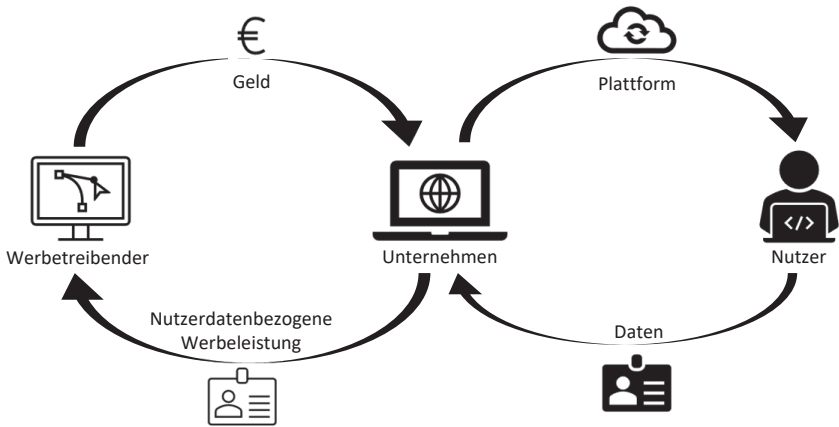 €
Geld
Plattform
</>
Werbetreibender
Unternehmen
Nutzer
Nutzerdatenbezogene
Werbeleistung
Daten